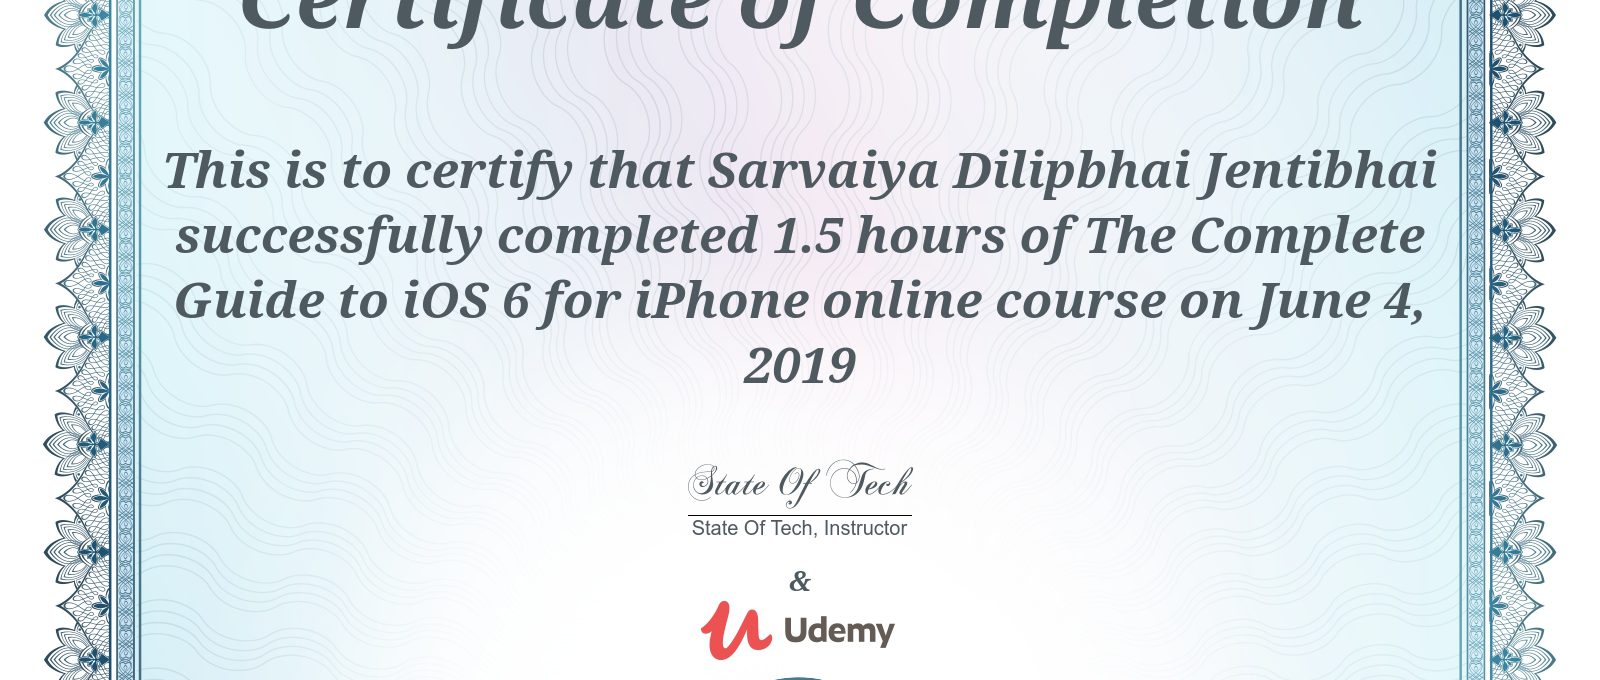 Certificate of Completion
This is to certify that Sarvaiya Dilipbhai Jentibhai
successfully completed 1.5 hours of The Complete
Guide to iOS 6 for iPhone online course on June 4,
2019
State Of Tech
State Of Tech, Instructor
&
Udemy